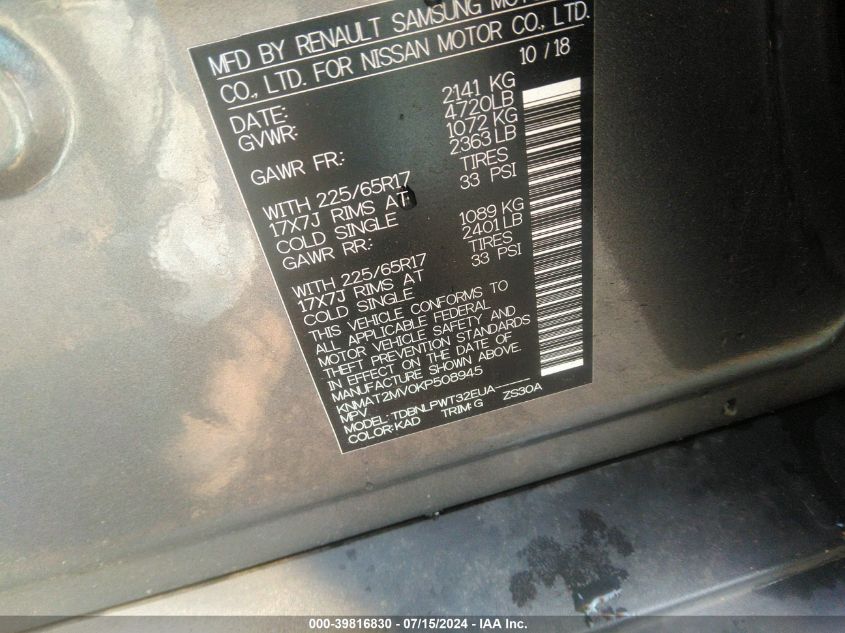 MFD BY RENAULT SAMSUNG
CO., LTD. FOR NISSAN MOTOR CO., LTD.
DATE: 10/18
GVWR: 2141 KG
4720LB
GAWR FR: 1072 KG
2363 LB
WITH 225/65R17 TIRES
17X7J RIMS AT 33 PSI
COLD SINGLE
GAWR RR: 1089 KG
2401 LB
WITH 225/65R17 TIRES
17X7J RIMS AT 33 PSI
COLD SINGLE
THIS VEHICLE CONFORMS TO
ALL APPLICABLE FEDERAL
MOTOR VEHICLE SAFETY AND
THEFT PREVENTION STANDARDS
IN EFFECT ON THE DATE OF
MANUFACTURE SHOWN ABOVE.
KNMAT2MV0KP508945
MPV
MODEL: TDBNLPWT32EUA-----
COLOR: KAD TRIM: G ZS30A
000-39816830 - 07/15/2024 - IAA Inc.